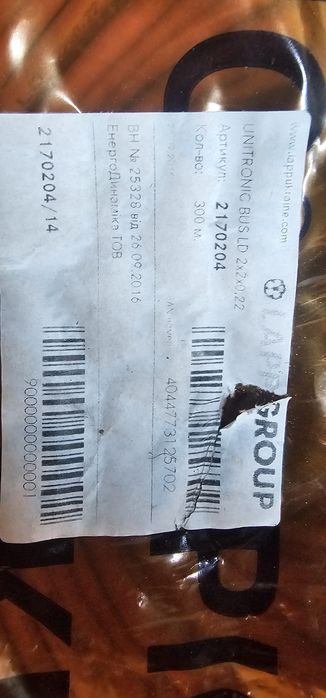 www.lappukraine.com
LAPP GROUP
UNITRONIC BUS LD 2x2x0,22
Артикул: 2170204
Кол-во: 300 м.
4044773125702
ВН № 25328 від 26.09.2016
ЕнергоДинаміка ТОВ
2170204/14
9000000000001